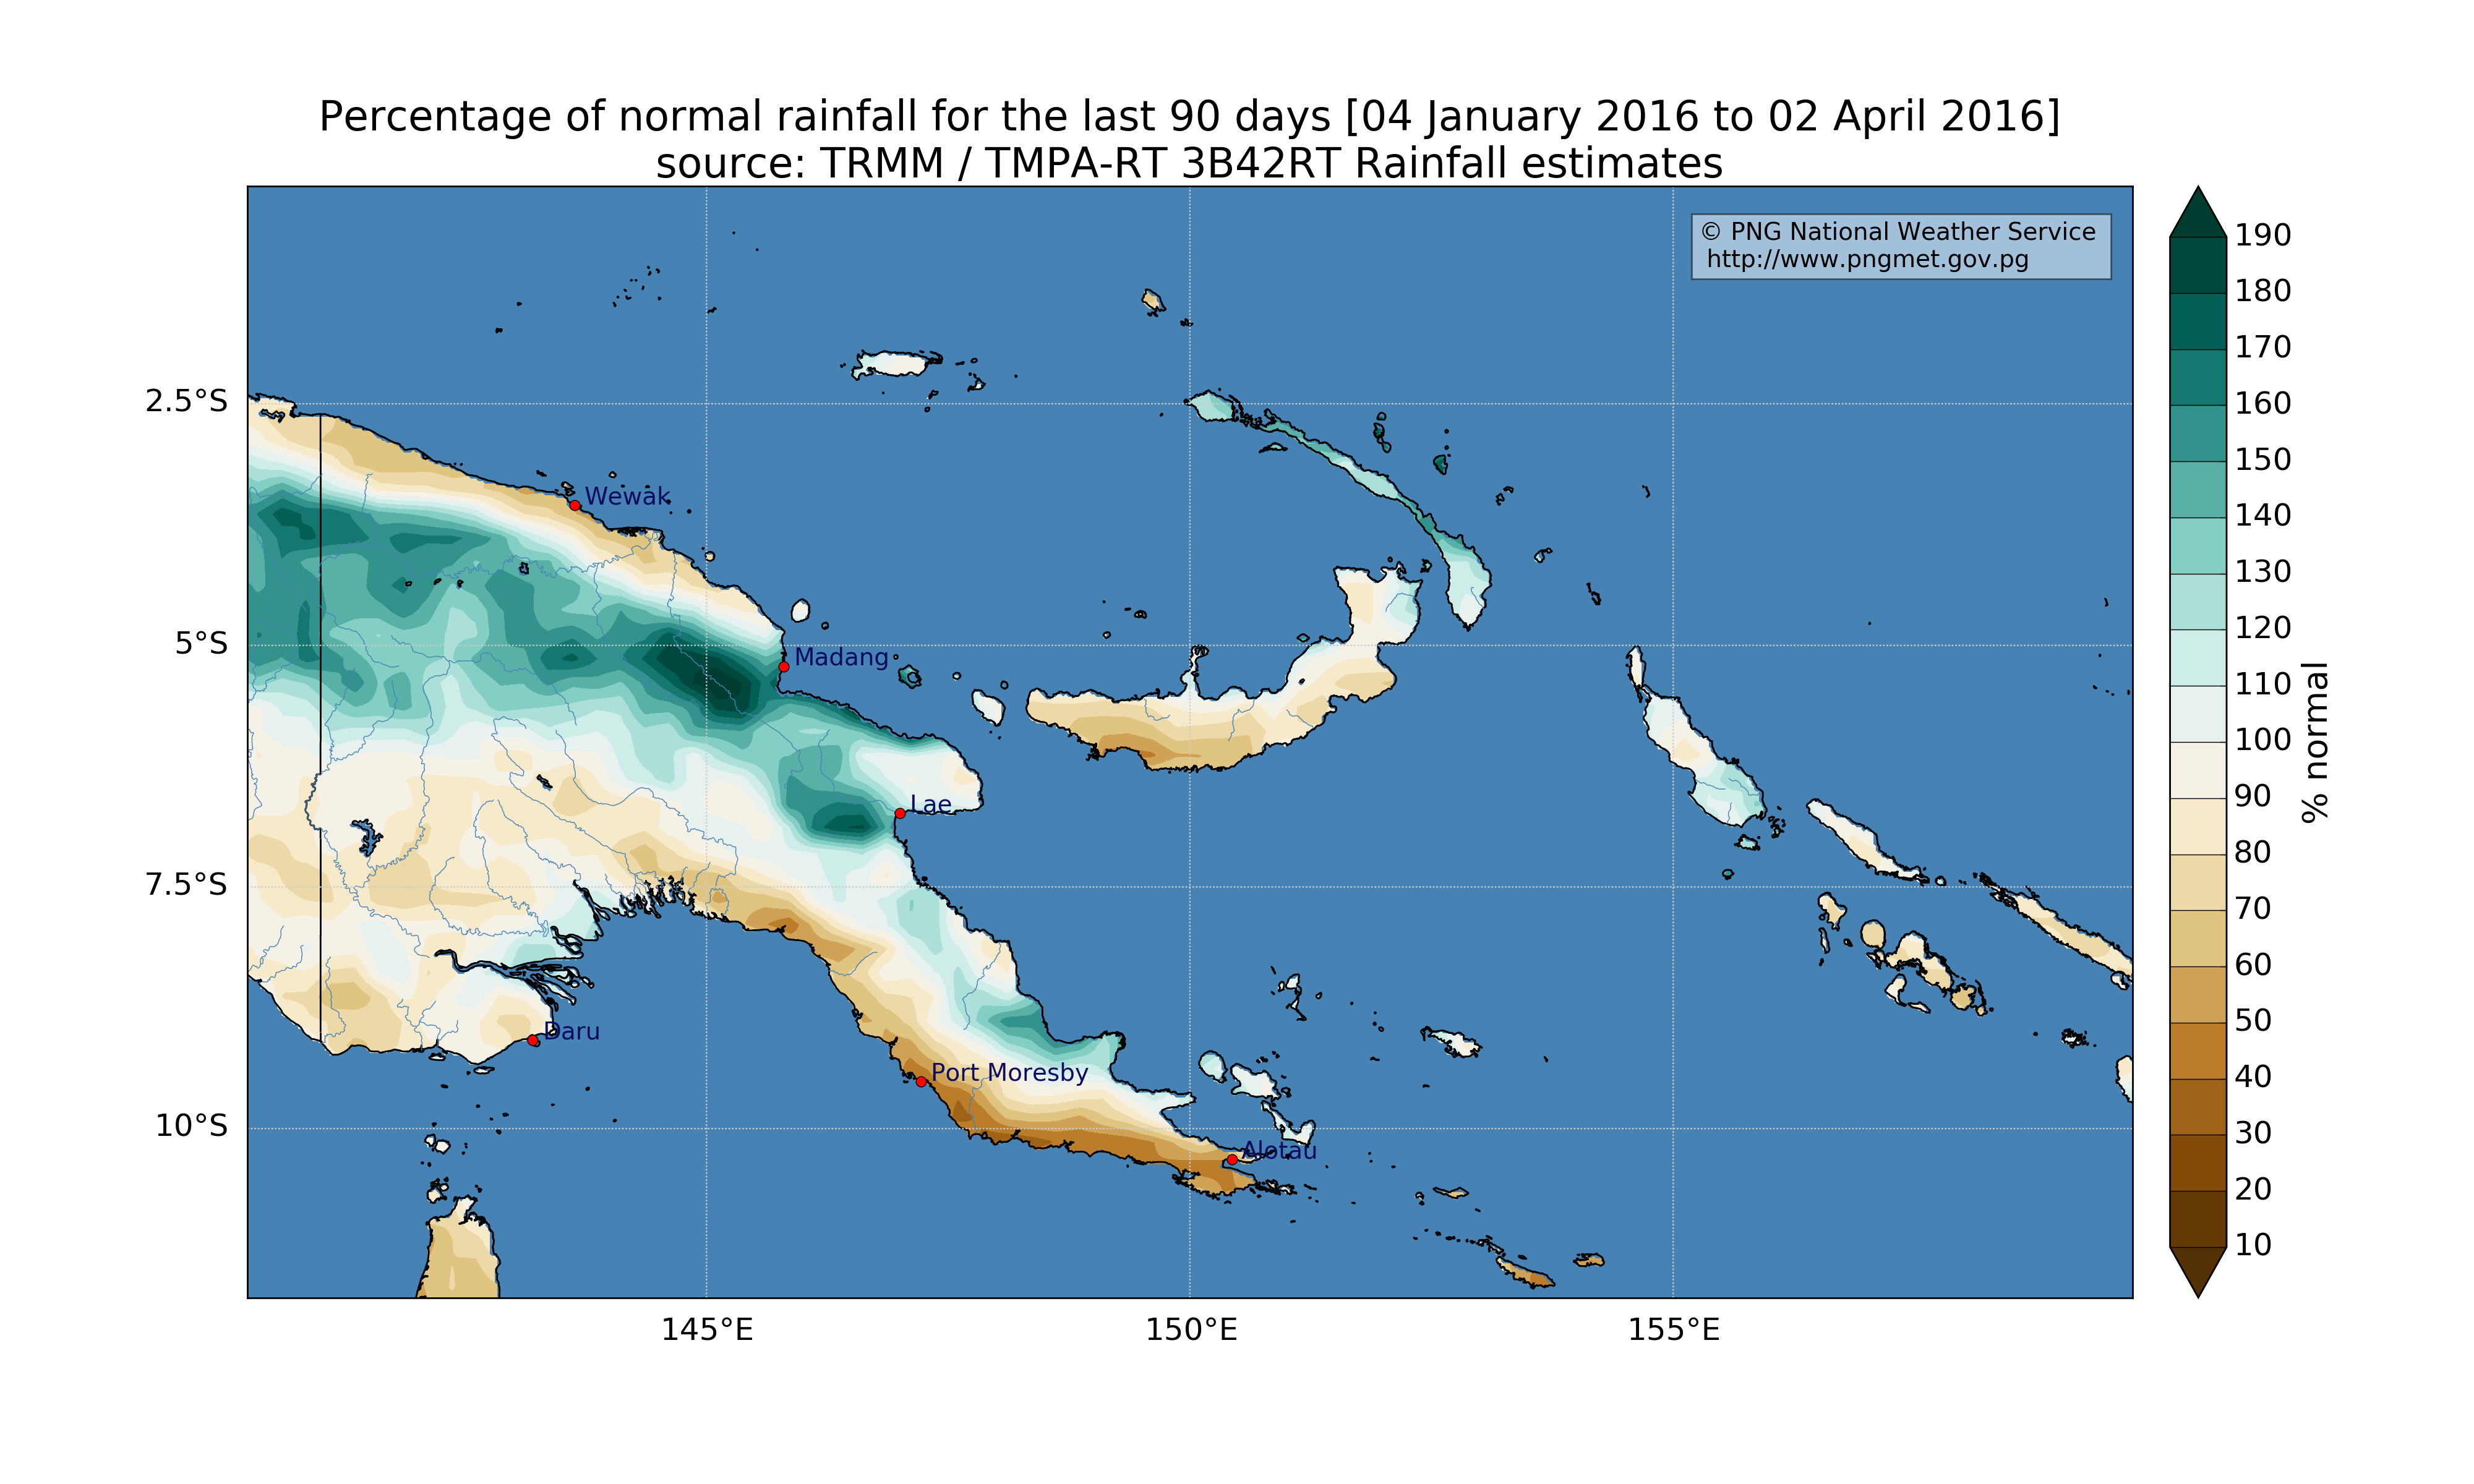 Percentage of normal rainfall for the last 90 days [04 January 2016 to 02 April 2016]
source: TRMM / TMPA-RT 3B42RT Rainfall estimates
© PNG National Weather Service
http://www.pngmet.gov.pg
190
180
170
160
150
140
130
120
110
100
90
80
70
60
50
40
30
20
10
% normal
2.5°S
5°S
7.5°S
10°S
Wewak
Madang
Lae
Daru
Port Moresby
Alotau
145°E
150°E
155°E